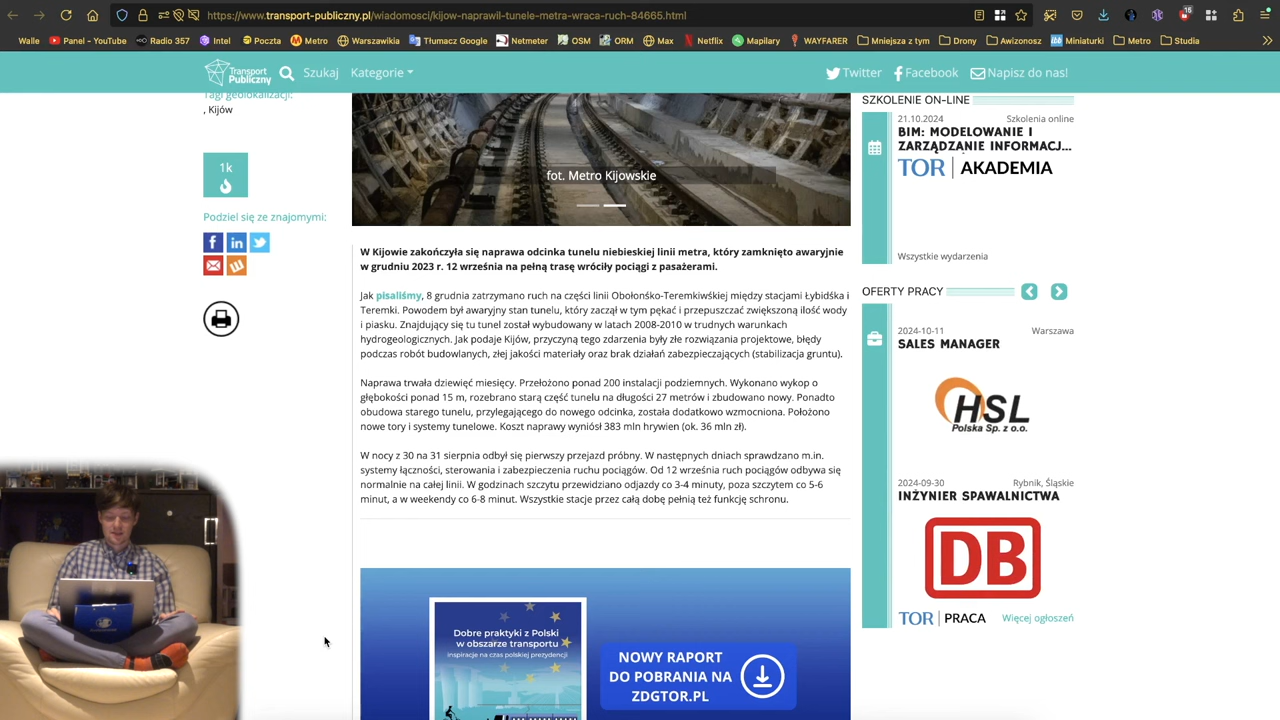 https://www.transport-publiczny.pl/wiadomosci/kijow-naprawil-tunele-metra-wraca-ruch-84665.html
15
Walle
Panel - YouTube
Radio 357
Intel
Poczta
Metro
Warszawikia
Tłumacz Google
Netmeter
OSM
ORM
Max
Netflix
Mapilary
WAYFARER
Mniejsza z tym
Drony
Awizonosz
ibb Miniaturki
Metro
Studia
Transport
Publiczny
Szukaj
Kategorie
Twitter
Facebook
Napisz do nas!
Tagi geolokalizacji:
, Kijów
1k
Podziel się ze znajomymi:
fot. Metro Kijowskie
W Kijowie zakończyła się naprawa odcinka tunelu niebieskiej linii metra, który zamknięto awaryjnie
w grudniu 2023 r. 12 września na pełną trasę wróciły pociągi z pasażerami.
Jak pisaliśmy, 8 grudnia zatrzymano ruch na części linii Obołońsko-Teremkiwśkiej między stacjami Łybidśka i
Teremki. Powodem był awaryjny stan tunelu, który zaczął w tym pękać i przepuszczać zwiększoną ilość wody
i piasku. Znajdujący się tu tunel został wybudowany w latach 2008-2010 w trudnych warunkach
hydrogeologicznych. Jak podaje Kijów, przyczyną tego zdarzenia były złe rozwiązania projektowe, błędy
podczas robót budowlanych, złej jakości materiały oraz brak działań zabezpieczających (stabilizacja gruntu).
Naprawa trwała dziewięć miesięcy. Przełożono ponad 200 instalacji podziemnych. Wykonano wykop o
głębokości ponad 15 m, rozebrano starą część tunelu na długości 27 metrów i zbudowano nowy. Ponadto
obudowa starego tunelu, przylegającego do nowego odcinka, została dodatkowo wzmocniona. Położono
nowe tory i systemy tunelowe. Koszt naprawy wyniósł 383 mln hrywien (ok. 36 mln zł).
W nocy z 30 na 31 sierpnia odbył się pierwszy przejazd próbny. W następnych dniach sprawdzano m.in.
systemy łączności, sterowania i zabezpieczenia ruchu pociągów. Od 12 września ruch pociągów odbywa się
normalnie na całej linii. W godzinach szczytu przewidziano odjazdy co 3-4 minuty, poza szczytem co 5-6
minut, a w weekendy co 6-8 minut. Wszystkie stacje przez całą dobę pełnią też funkcję schronu.
Dobre praktyki z Polski
w obszarze transportu
inspiracje na czas polskiej prezydencji
NOWY RAPORT
DO POBRANIA NA
ZDGTOR.PL
SZKOLENIE ON-LINE
21.10.2024
Szkolenia online
BIM: MODELOWANIE I
ZARZĄDZANIE INFORMACJ...
TOR | AKADEMIA
Wszystkie wydarzenia
OFERTY PRACY
2024-10-11
Warszawa
SALES MANAGER
HSL
Polska Sp. z o.o.
2024-09-30
Rybnik, Śląskie
INŻYNIER SPAWALNICTWA
DB
TOR | PRACA
Więcej ogłoszeń